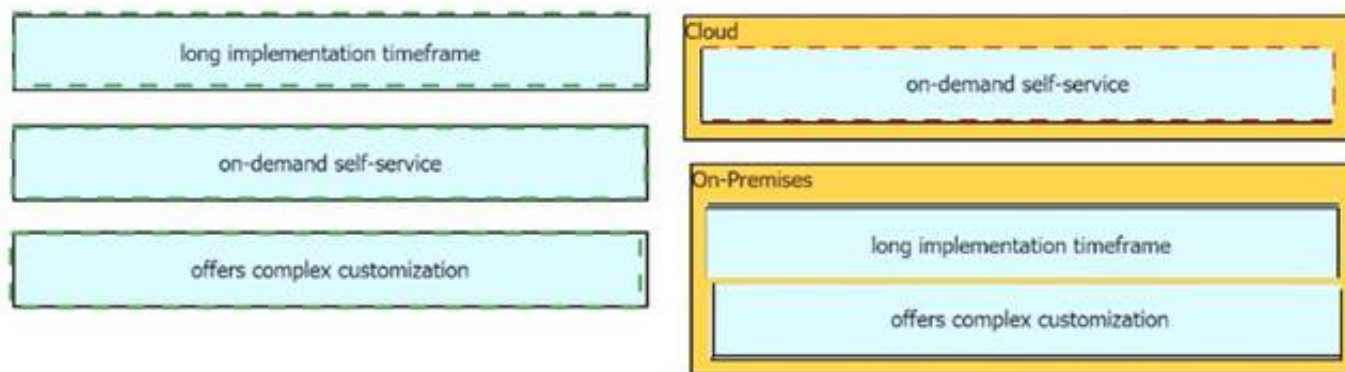 long implementation timeframe
on-demand self-service
offers complex customization
Cloud
on-demand self-service
On-Premises
long implementation timeframe
offers complex customization